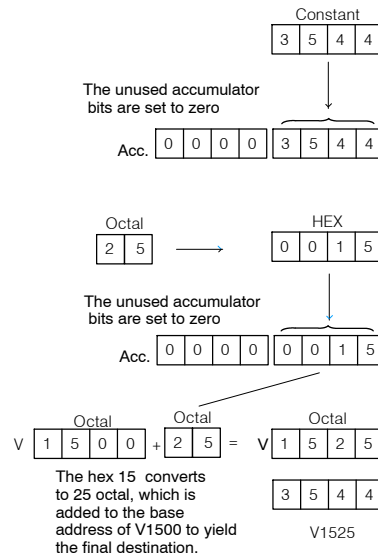 Constant
3 5 4 4
The unused accumulator
bits are set to zero
Acc. 0 0 0 0 3 5 4 4
Octal HEX
2 5 0 0 1 5
The unused accumulator
bits are set to zero
Acc. 0 0 0 0 0 0 1 5
Octal Octal Octal
V 1 5 0 0 + 2 5 = V 1 5 2 5
The hex 15 converts
to 25 octal, which is
added to the base
address of V1500 to yield
the final destination.
3 5 4 4
V1525